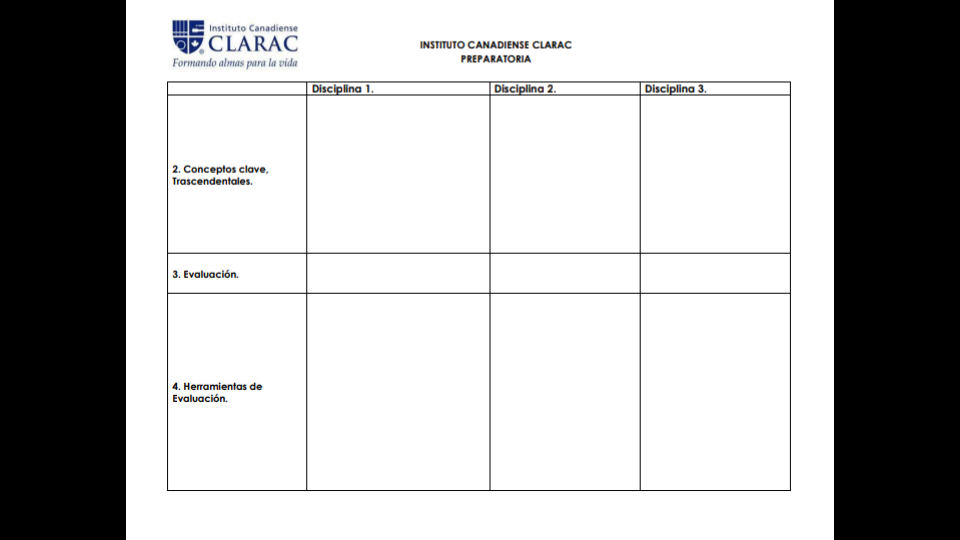 Instituto Canadiense
CLARAC
Formando almas para la vida
INSTITUTO CANADIENSE CLARAC
PREPARATORIA
Disciplina 1. Disciplina 2. Disciplina 3.
2. Conceptos clave,
Trascendentales.
3. Evaluación.
4. Herramientas de
Evaluación.